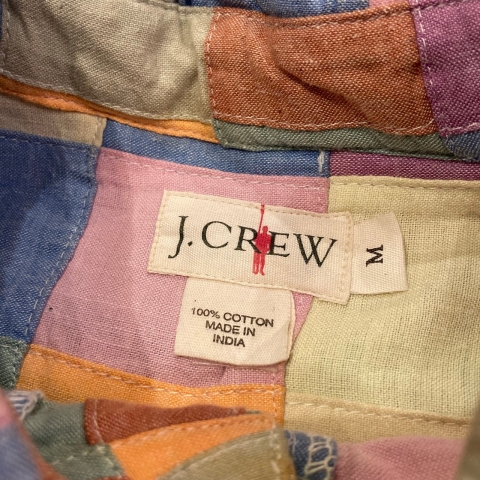 J.CREW
M
100% COTTON
MADE IN
INDIA